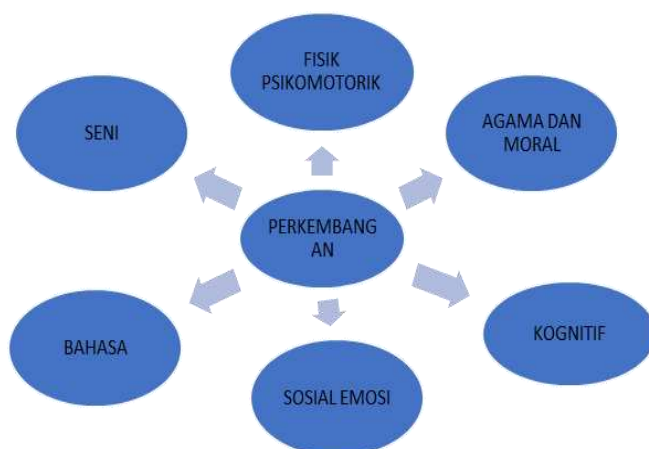 FISIK
PSIKOMOTORIK
SENI
AGAMA DAN
MORAL
PERKEMBANG
AN
BAHASA
KOGNITIF
SOSIAL EMOSI